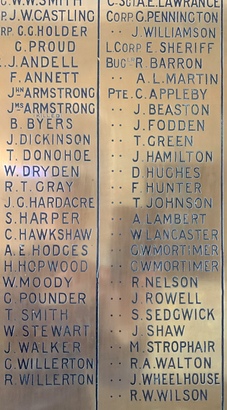 G.W.W.SMITH
P.J.W.CASTLING
RP G.G.HOLDER
G.PROUD
J.ANDELL
F.ANNETT
JHN ARMSTRONG
JMS ARMSTRONG
B.BYERS
J.DICKINSON
T.DONOHOE
W.DRYDEN
R.T.GRAY
J.G.HARDACRE
S.HARPER
C.HAWKSHAW
A.E HODGES
H.HOPWOOD
W.MOODY
G.POUNDER
T.SMITH
W.STEWART
J.WALKER
G.WILLERTON
R.WILLERTON
C.SGT A.E.LAWRANCE
CORP G.PENNINGTON
" J.WILLIAMSON
L.CORP E.SHERIFF
BUGLR R.BARRON
" A.L.MARTIN
PTE.C.APPLEBY
" J.BEASTON
" J.FODDEN
" T.GREEN
" J.HAMILTON
" D.HUGHES
" F.HUNTER
" T.JOHNSON
" A.LAMBERT
" W.LANCASTER
" G.W.MORTIMER
" C.W.MORTIMER
" R.NELSON
" J.ROWELL
" S.SEDGWICK
" J.SHAW
" M.STROPHAIR
" R.A.WALTON
" J.WHEELHOUSE
" R.W.WILSON